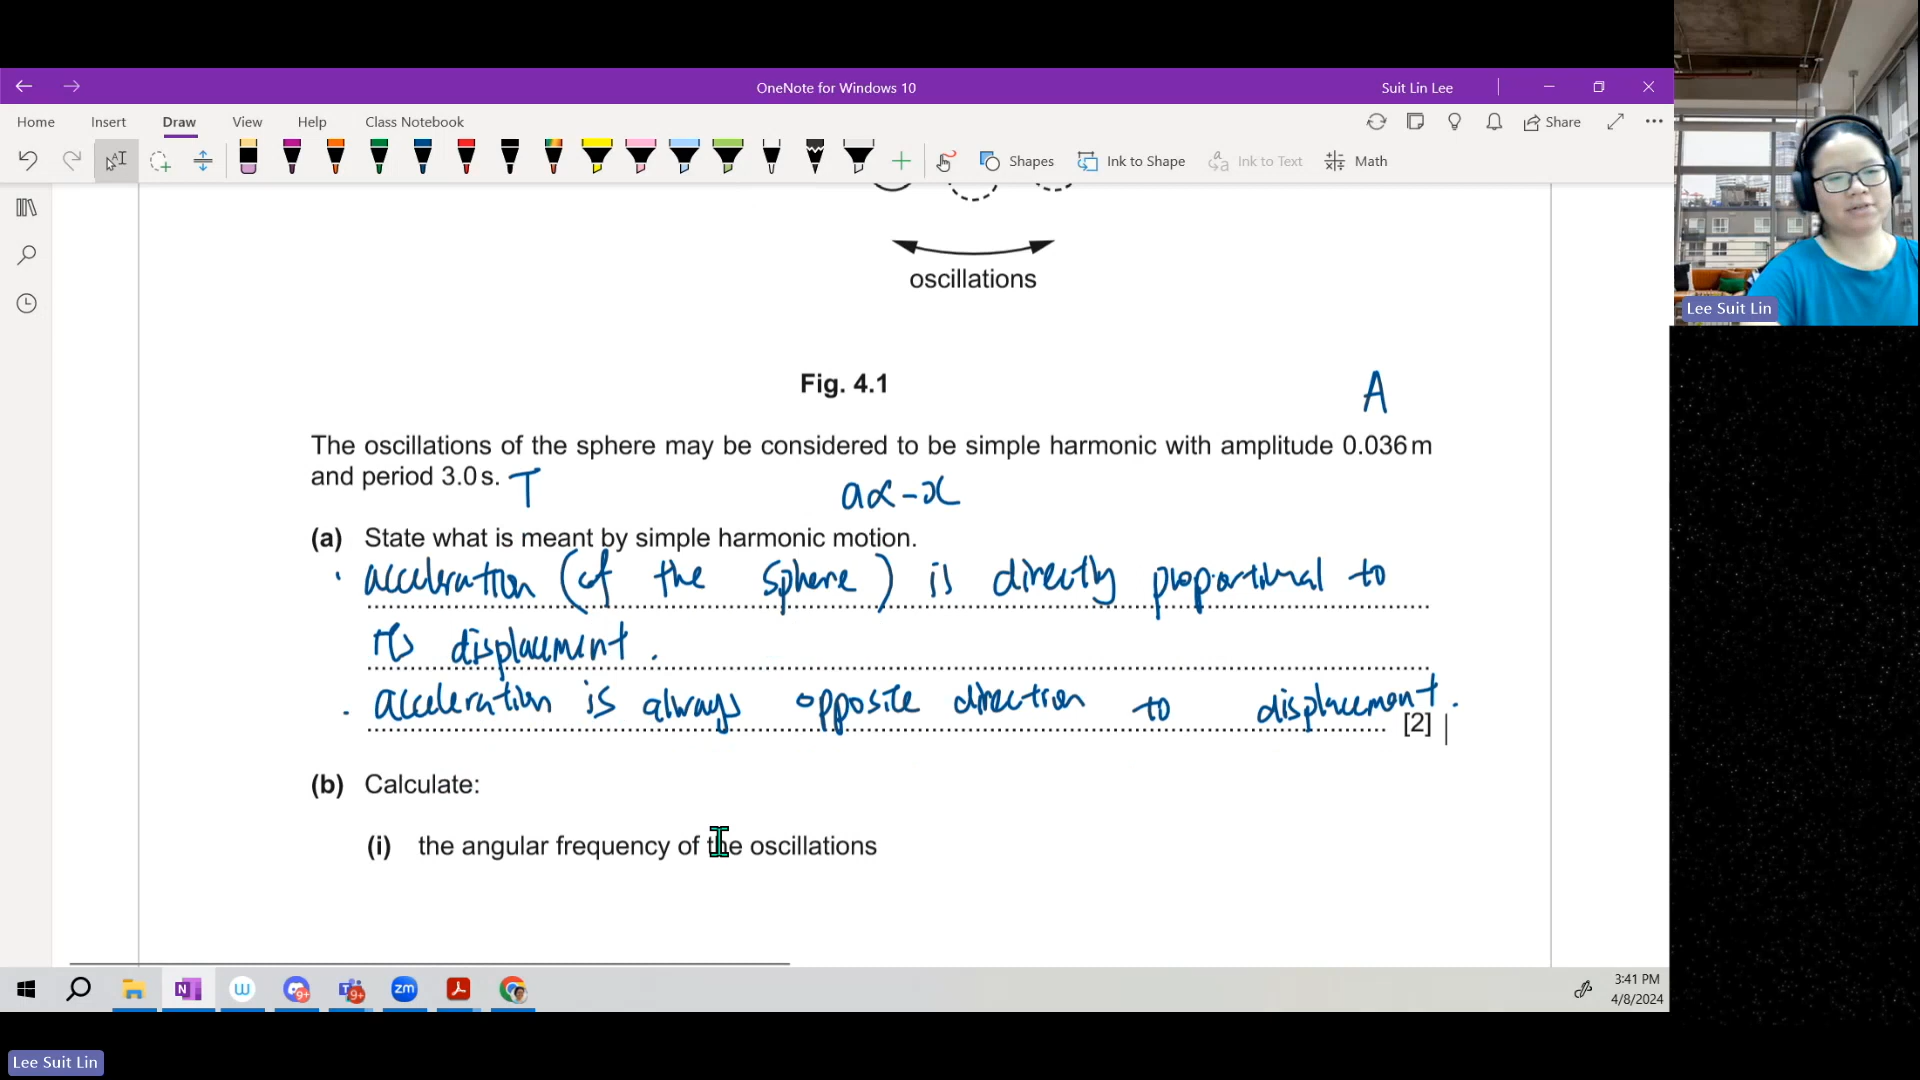 OneNote for Windows 10
Suit Lin Lee
Home Insert Draw View Help Class Notebook
Share
Shapes Ink to Shape Ink to Text Math
Lee Suit Lin
oscillations
Fig. 4.1
A
The oscillations of the sphere may be considered to be simple harmonic with amplitude 0.036 m
and period 3.0 s. T
a∝-x
(a) State what is meant by simple harmonic motion.
· acceleration (of the sphere) is directly proportional to
its displacement.
· acceleration is always opposite direction to displacement.
[2]
(b) Calculate:
(i) the angular frequency of the oscillations
3:41 PM
4/8/2024
Lee Suit Lin